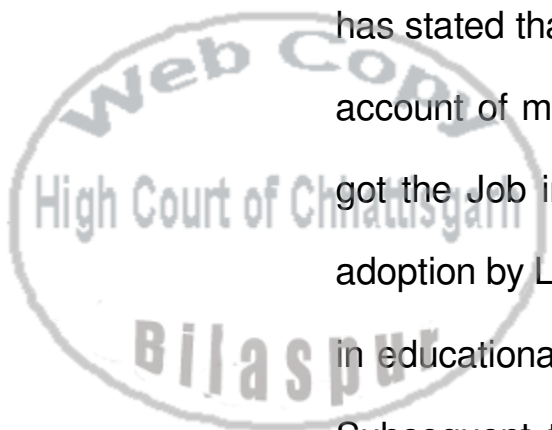 has stated tha
account of m
got the Job i
adoption by L
in educationa
Subsequent
Web Copy
High Court of Chhattisgarh
Bilaspur